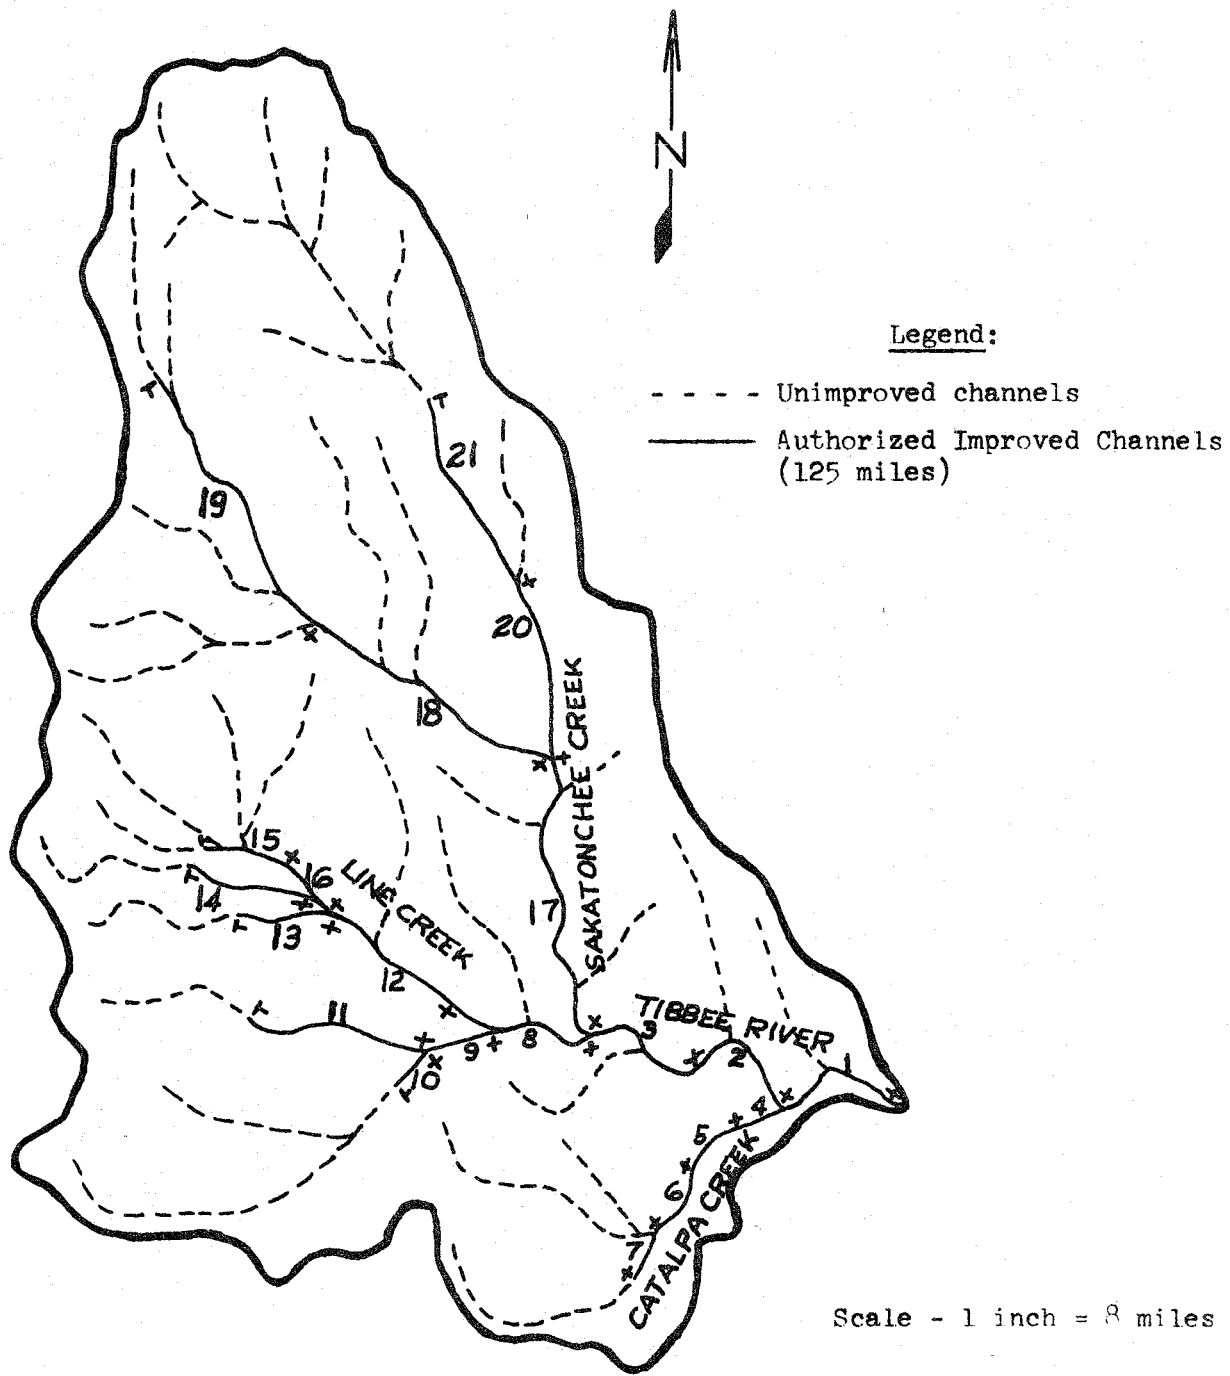 N
Legend:
Unimproved channels
Authorized Improved Channels
(125 miles)
21
19
20
18
SAKATONCHEE CREEK
15
16
LINE CREEK
14
13
17
12
TIBBEE RIVER
11
3
8
9
2
1
10
4
5
6
7
CATALPA CREEK
Scale - 1 inch = 8 miles